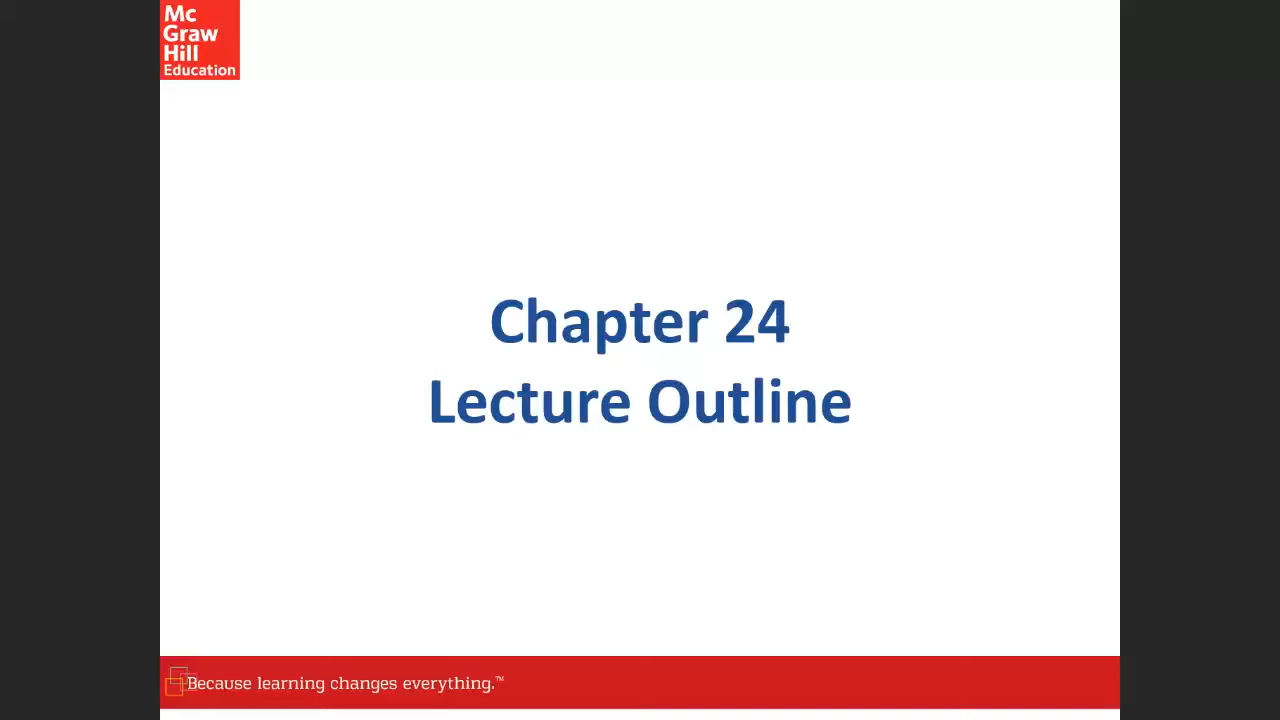 Mc
Graw
Hill
Education
Chapter 24
Lecture Outline
Because learning changes everything.™